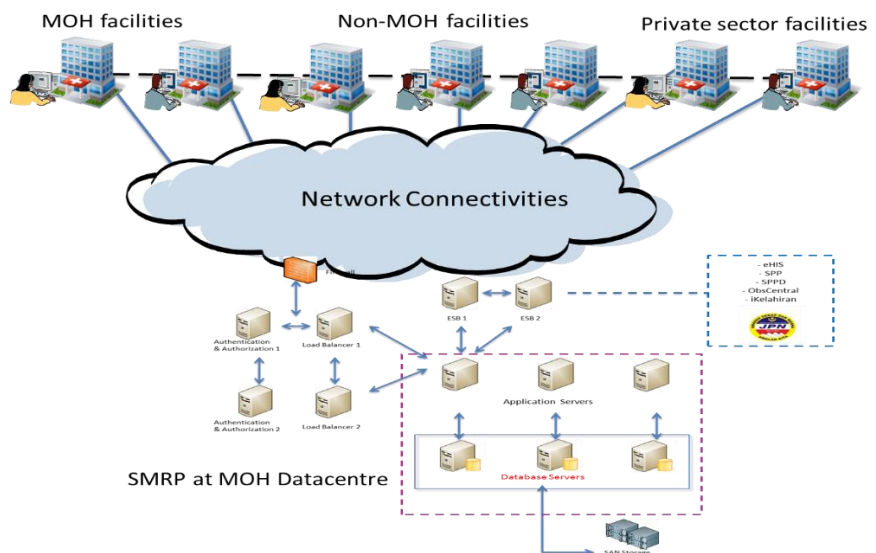 MOH facilities
Non-MOH facilities
Private sector facilities
Network Connectivities
- eHIS
- SPP
- SPPD
- ObsCentral
- iKelahiran
JPN
ESB 1
ESB 2
Authentication
& Authorization 1
Load Balancer 1
Application Servers
Authentication
& Authorization 2
Load Balancer 2
SMRP at MOH Datacentre
Database Servers
SAN Storage